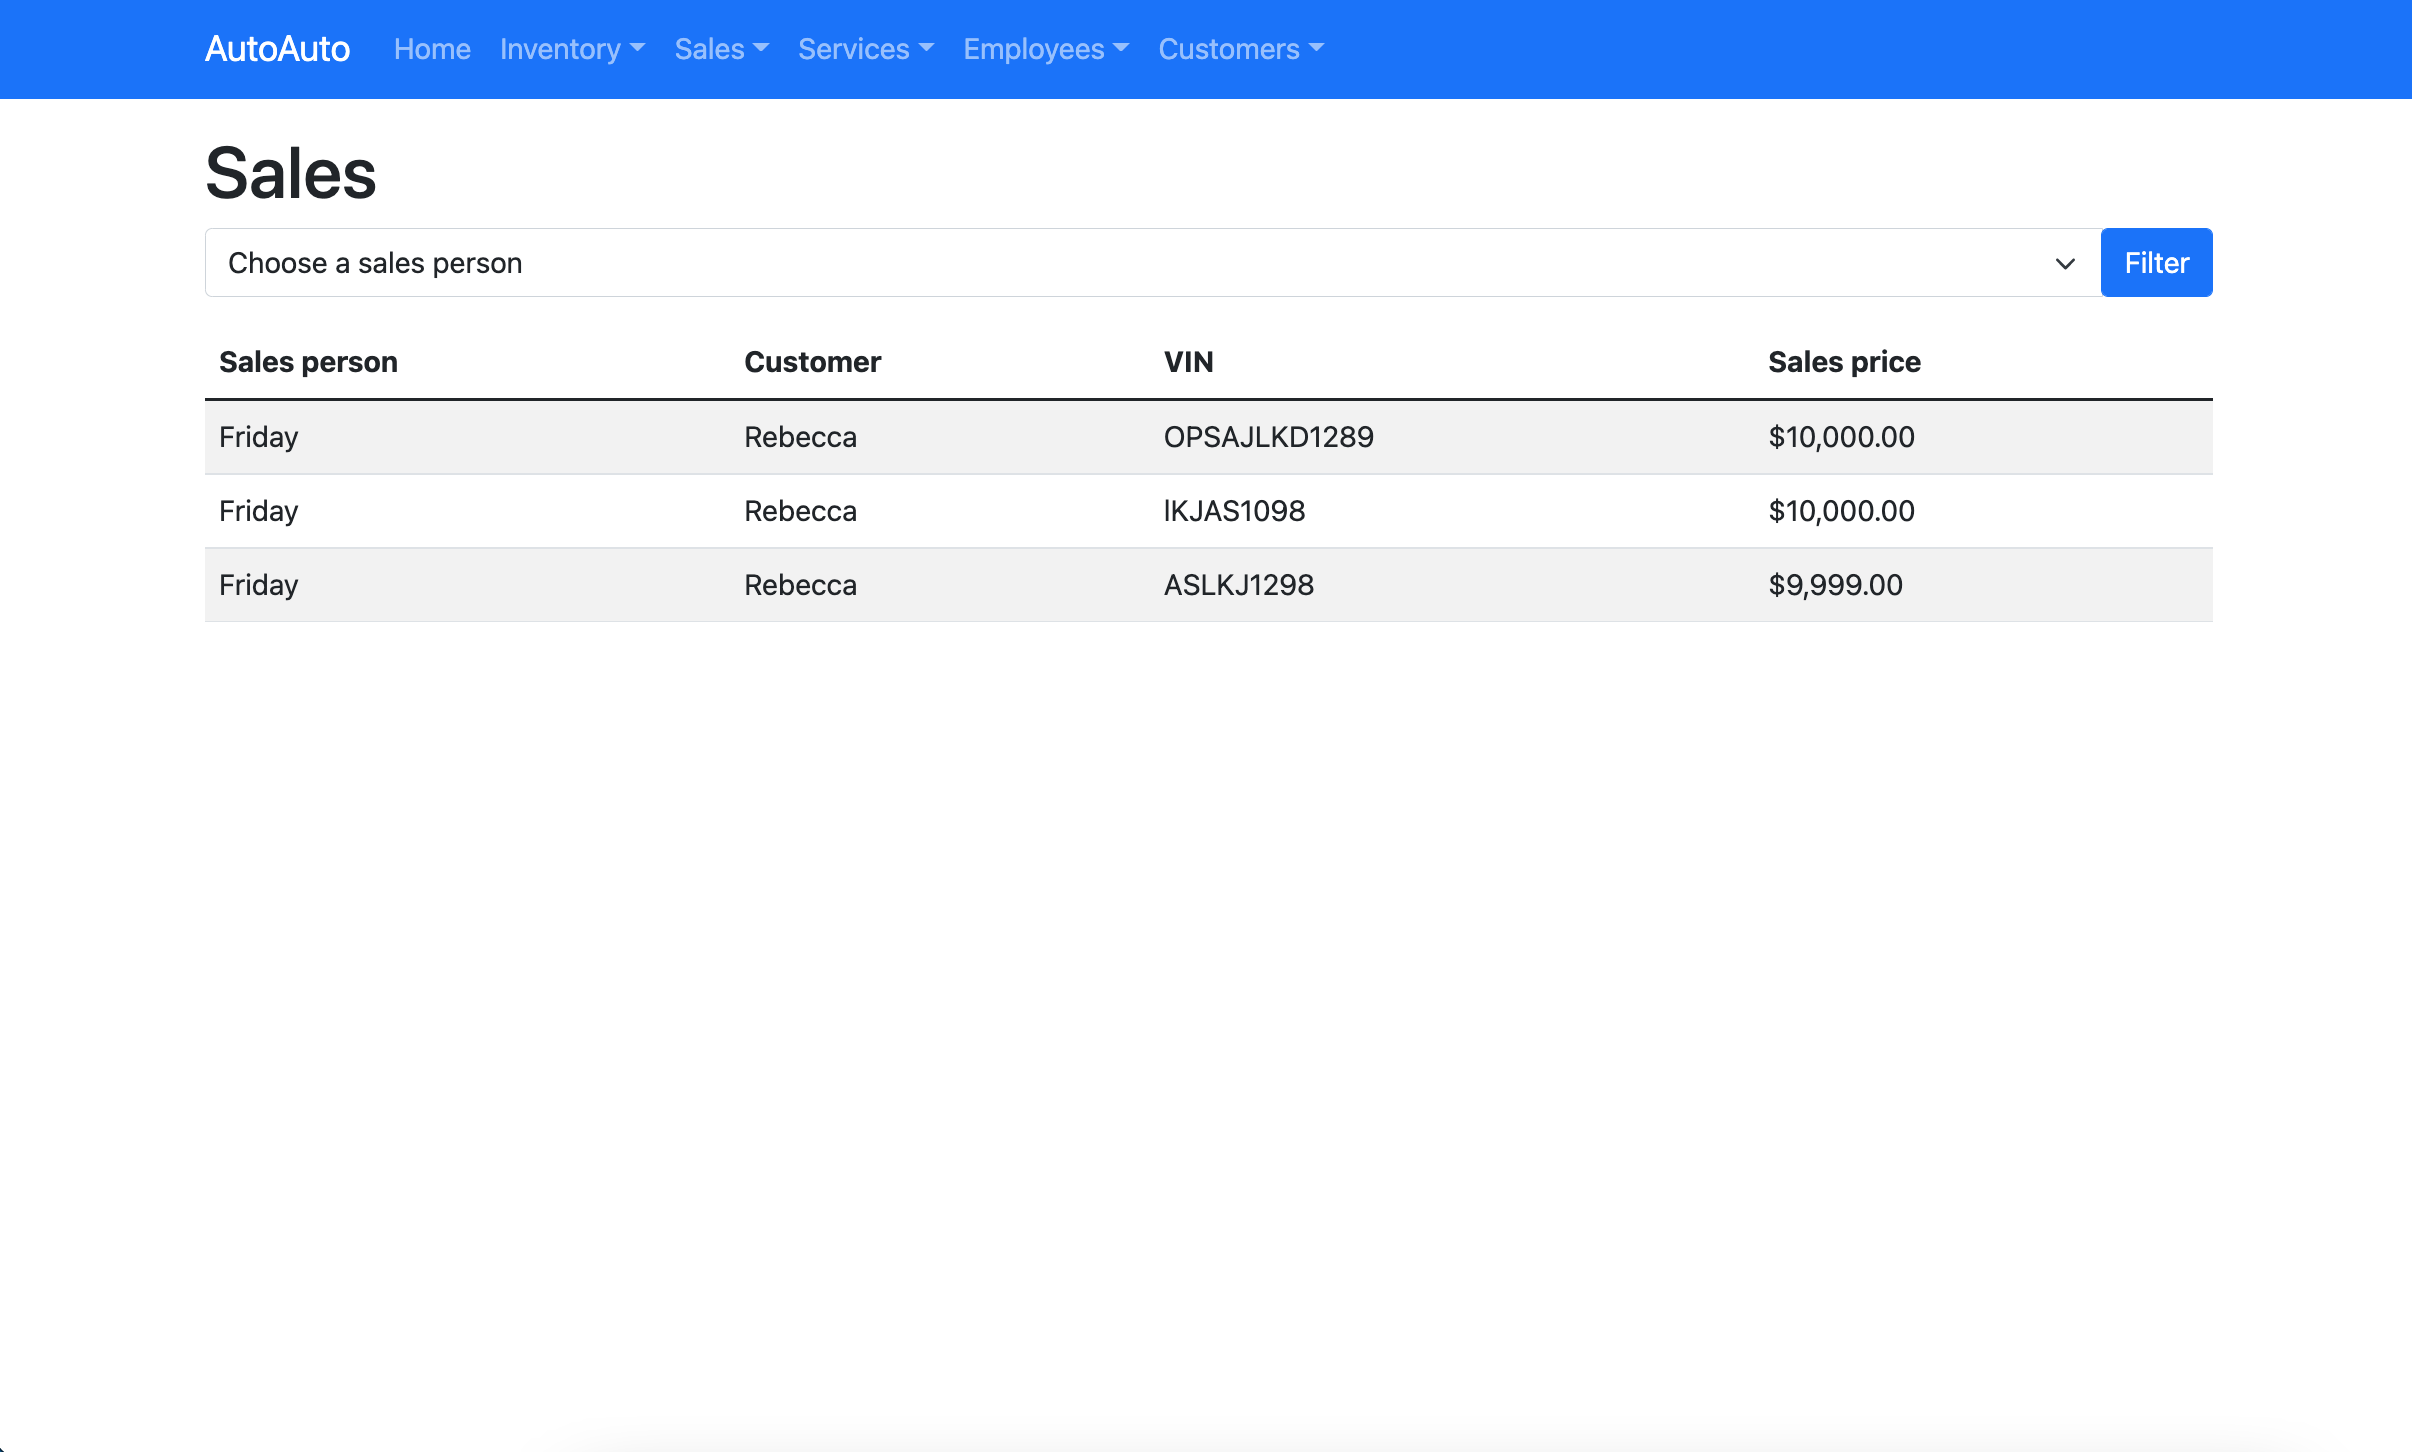 AutoAuto Home Inventory Sales Services Employees Customers
Sales
Choose a sales person Filter
Sales person Customer VIN Sales price
Friday Rebecca OPSAJLKD1289 $10,000.00
Friday Rebecca lKJAS1098 $10,000.00
Friday Rebecca ASLKJ1298 $9,999.00